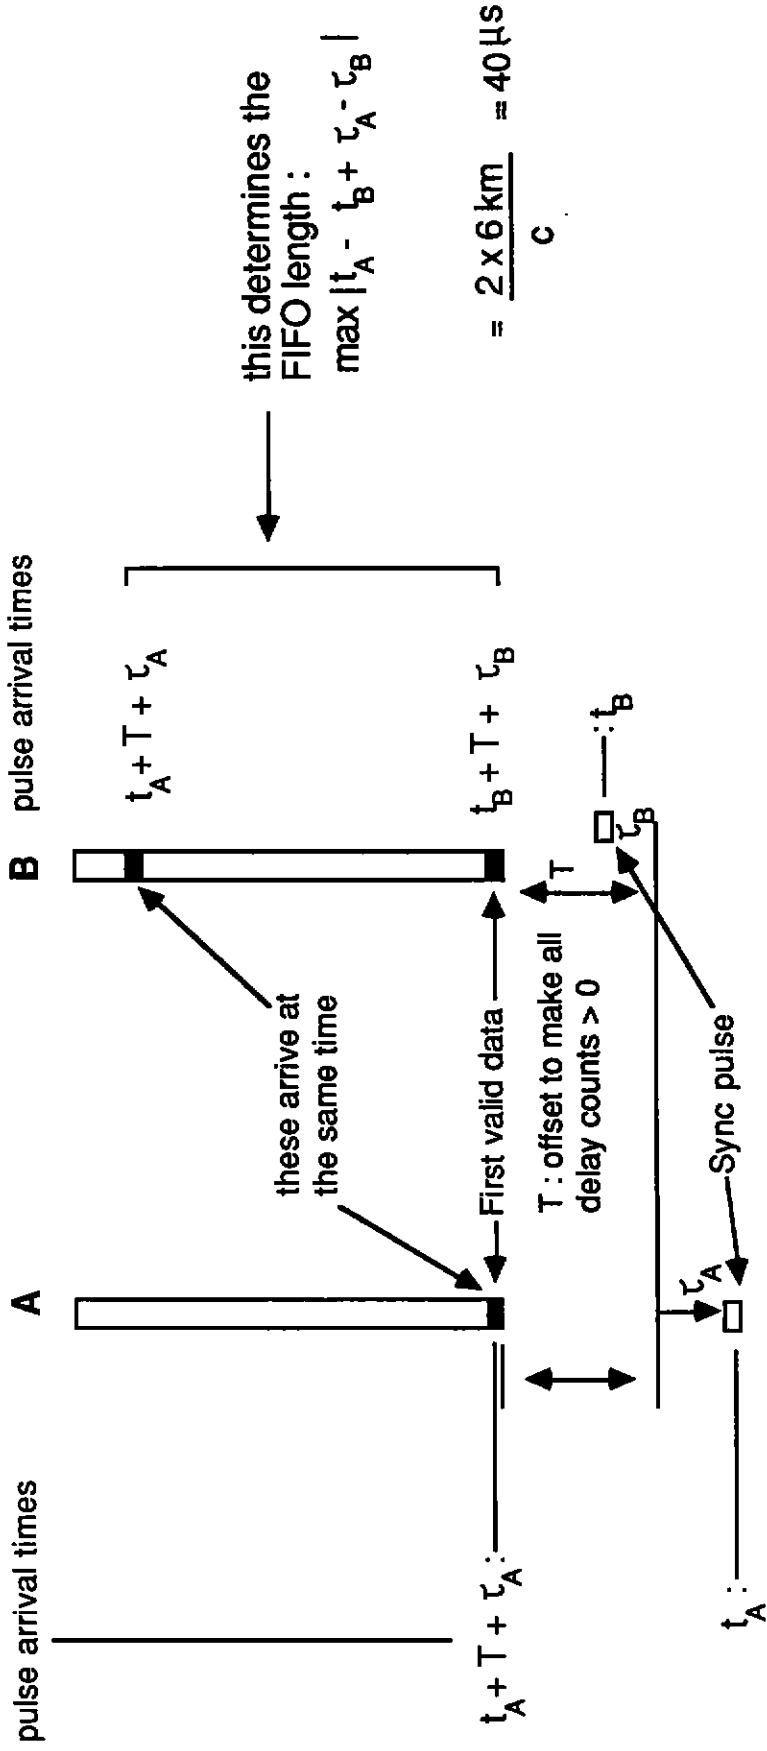 pulse arrival times
A
B
pulse arrival times
these arrive at
the same time
t_A + T + τ_A
this determines the
FIFO length :
max |t_A - t_B + τ_A - τ_B|
= 2 x 6 km / c = 40 µs
t_A + T + τ_A :
First valid data
t_B + T + τ_B
T : offset to make all
delay counts > 0
T
τ_A
τ_B
: t_B
t_A :
Sync pulse